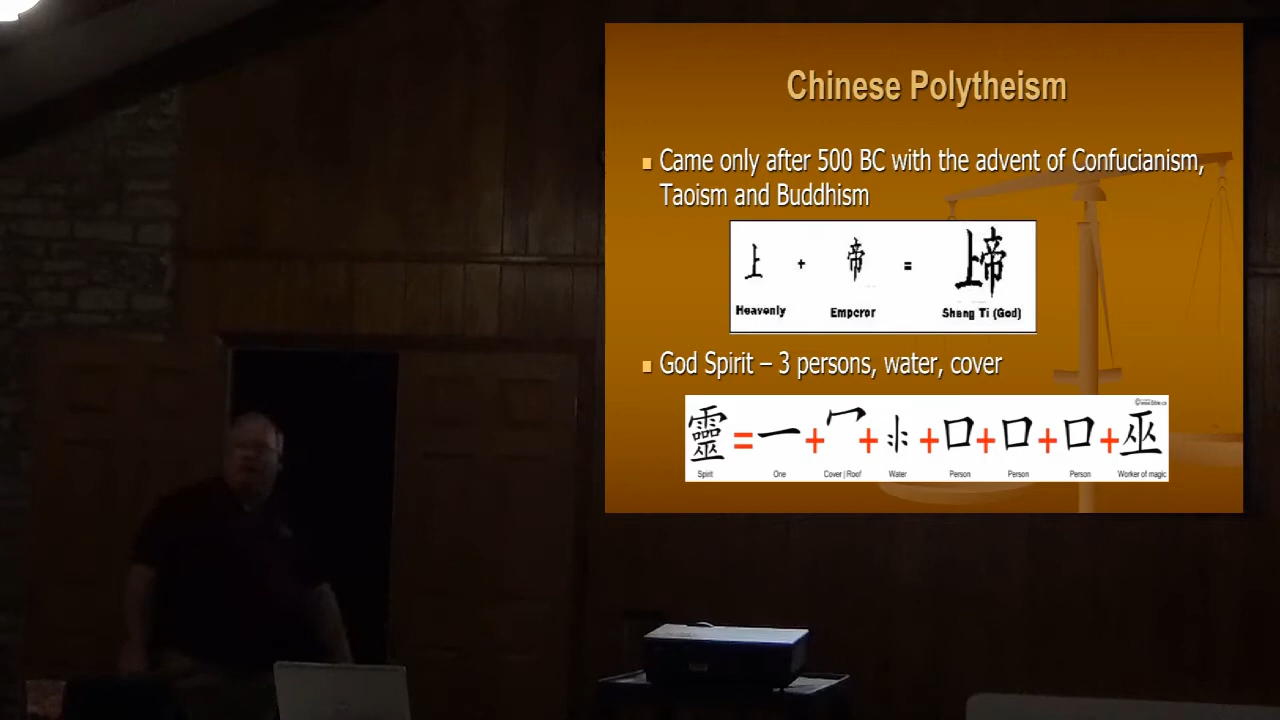 Chinese Polytheism
Came only after 500 BC with the advent of Confucianism,
Taoism and Buddhism
上 + 帝 = 上帝
Heavenly Emperor Shang Ti (God)
God Spirit – 3 persons, water, cover
靈 = 一 + 冖 + 氺 + 口 + 口 + 口 + 巫
Spirit One Cover | Roof Water Person Person Person Worker of magic